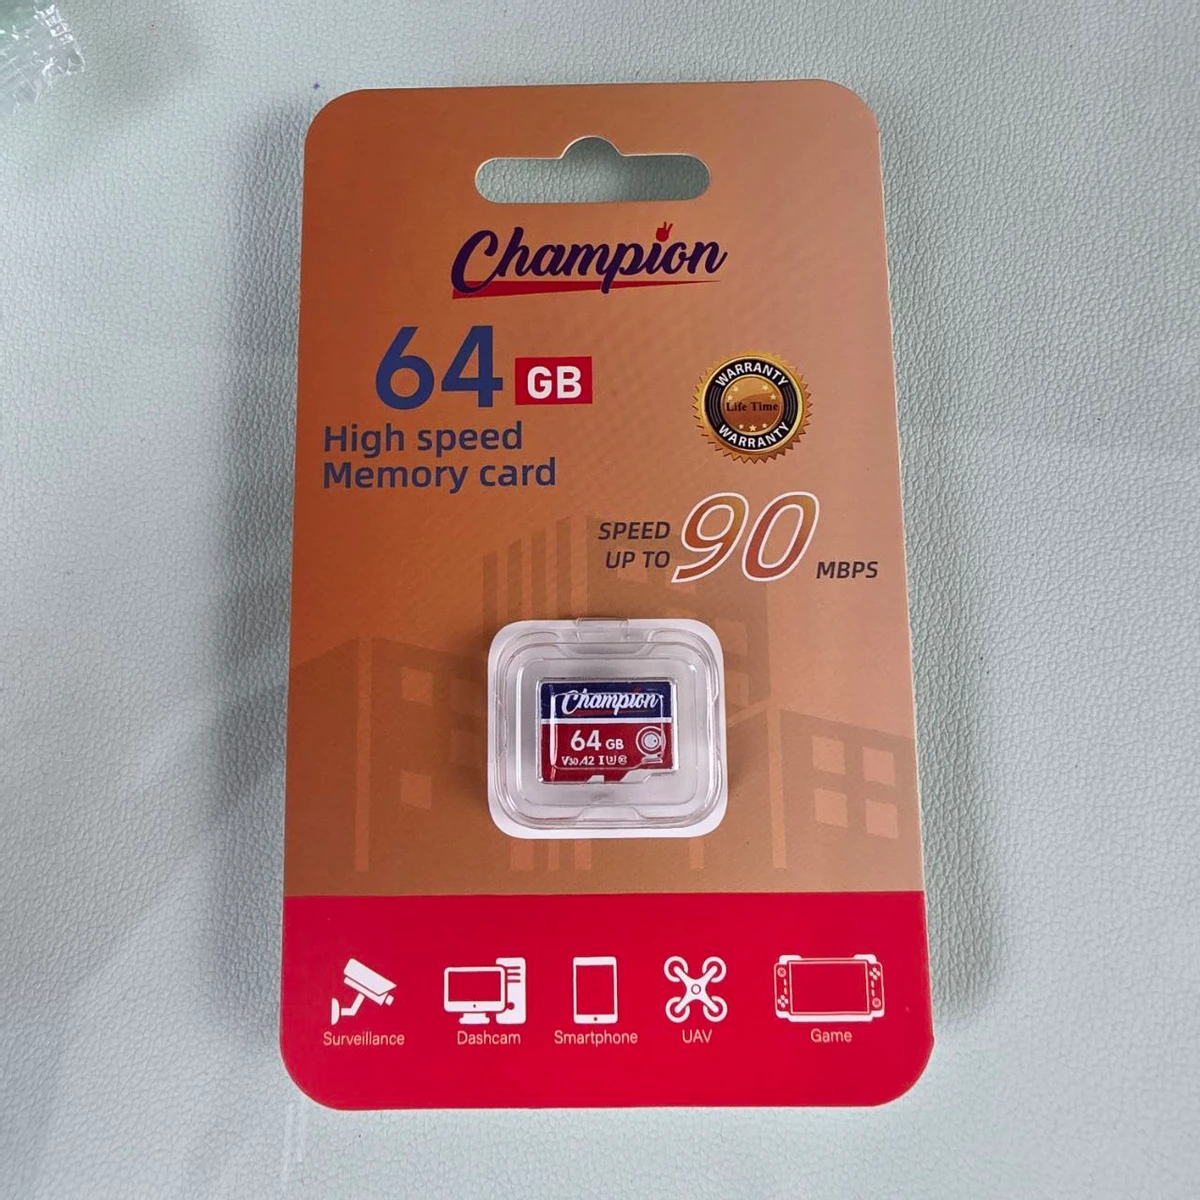 Champion
64 GB
High speed
Memory card
WARRANTY
Life Time
WARRANTY
SPEED
UP TO 90 MBPS
Champion
64 GB
V30 A2 I U3
Surveillance
Dashcam
Smartphone
UAV
Game